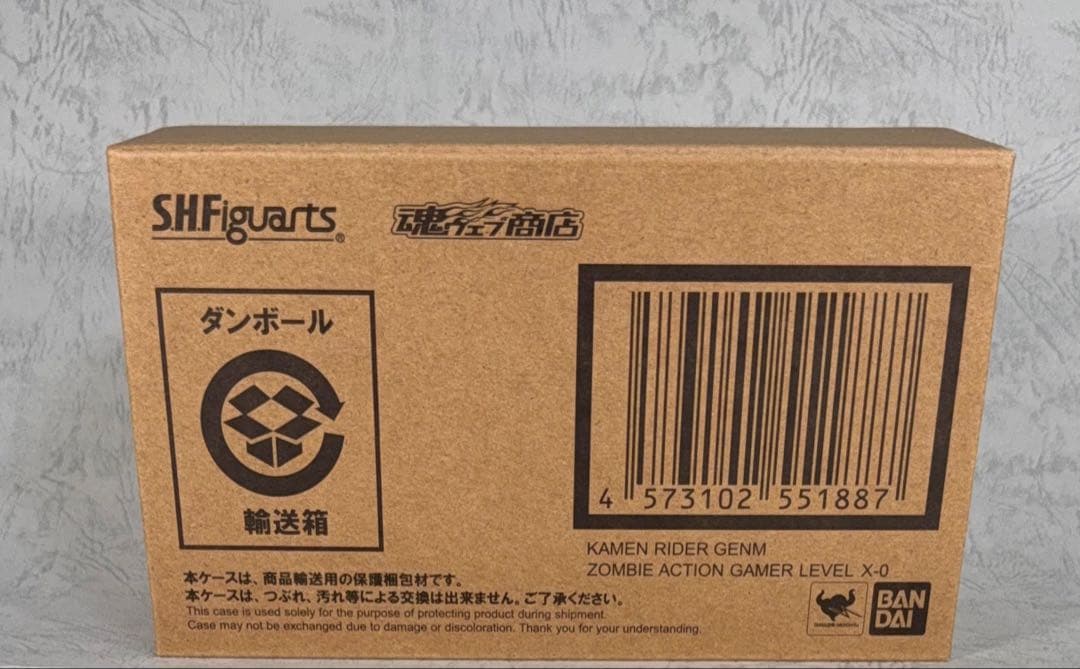 S.H.Figuarts®
魂ウェブ商店
ダンボール
輸送箱
4 573102 551887
KAMEN RIDER GENM
ZOMBIE ACTION GAMER LEVEL X-0
本ケースは、商品輸送用の保護梱包材です。
本ケースは、つぶれ、汚れ等による交換は出来ません。ご了承ください。
This case is used solely for the purpose of protecting product during shipment.
Case may not be exchanged due to damage or discoloration. Thank you for your understanding.
BAN
DAI